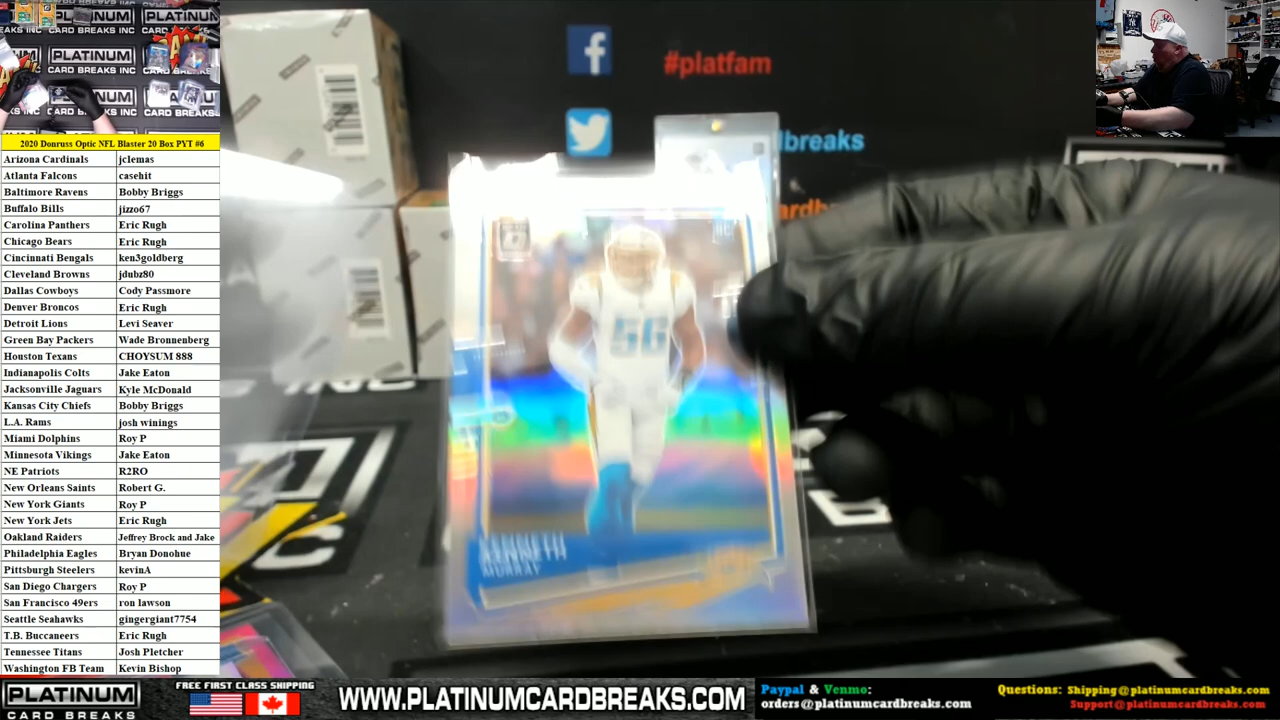 PLATINUM
CARD BREAKS INC
#platfam
dbreaks
ardbr
56
KENNETH
MURRAY
2020 Donruss Optic NFL Blaster 20 Box PYT #6
Arizona Cardinals jclemas
Atlanta Falcons casehit
Baltimore Ravens Bobby Briggs
Buffalo Bills jizzo67
Carolina Panthers Eric Rugh
Chicago Bears Eric Rugh
Cincinnati Bengals ken3goldberg
Cleveland Browns jdubz80
Dallas Cowboys Cody Passmore
Denver Broncos Eric Rugh
Detroit Lions Levi Seaver
Green Bay Packers Wade Bronnenberg
Houston Texans CHOYSUM 888
Indianapolis Colts Jake Eaton
Jacksonville Jaguars Kyle McDonald
Kansas City Chiefs Bobby Briggs
L.A. Rams josh winings
Miami Dolphins Roy P
Minnesota Vikings Jake Eaton
NE Patriots R2RO
New Orleans Saints Robert G.
New York Giants Roy P
New York Jets Eric Rugh
Oakland Raiders Jeffrey Brock and Jake
Philadelphia Eagles Bryan Donohue
Pittsburgh Steelers kevinA
San Diego Chargers Roy P
San Francisco 49ers ron lawson
Seattle Seahawks gingergiant7754
T.B. Buccaneers Eric Rugh
Tennessee Titans Josh Pletcher
Washington FB Team Kevin Bishop
PLATINUM
CARD BREAKS
FREE FIRST CLASS SHIPPING
WWW.PLATINUMCARDBREAKS.COM
Paypal & Venmo:
orders@platinumcardbreaks.com
Questions: Shipping@platinumcardbreaks.com
Support@platinumcardbreaks.com